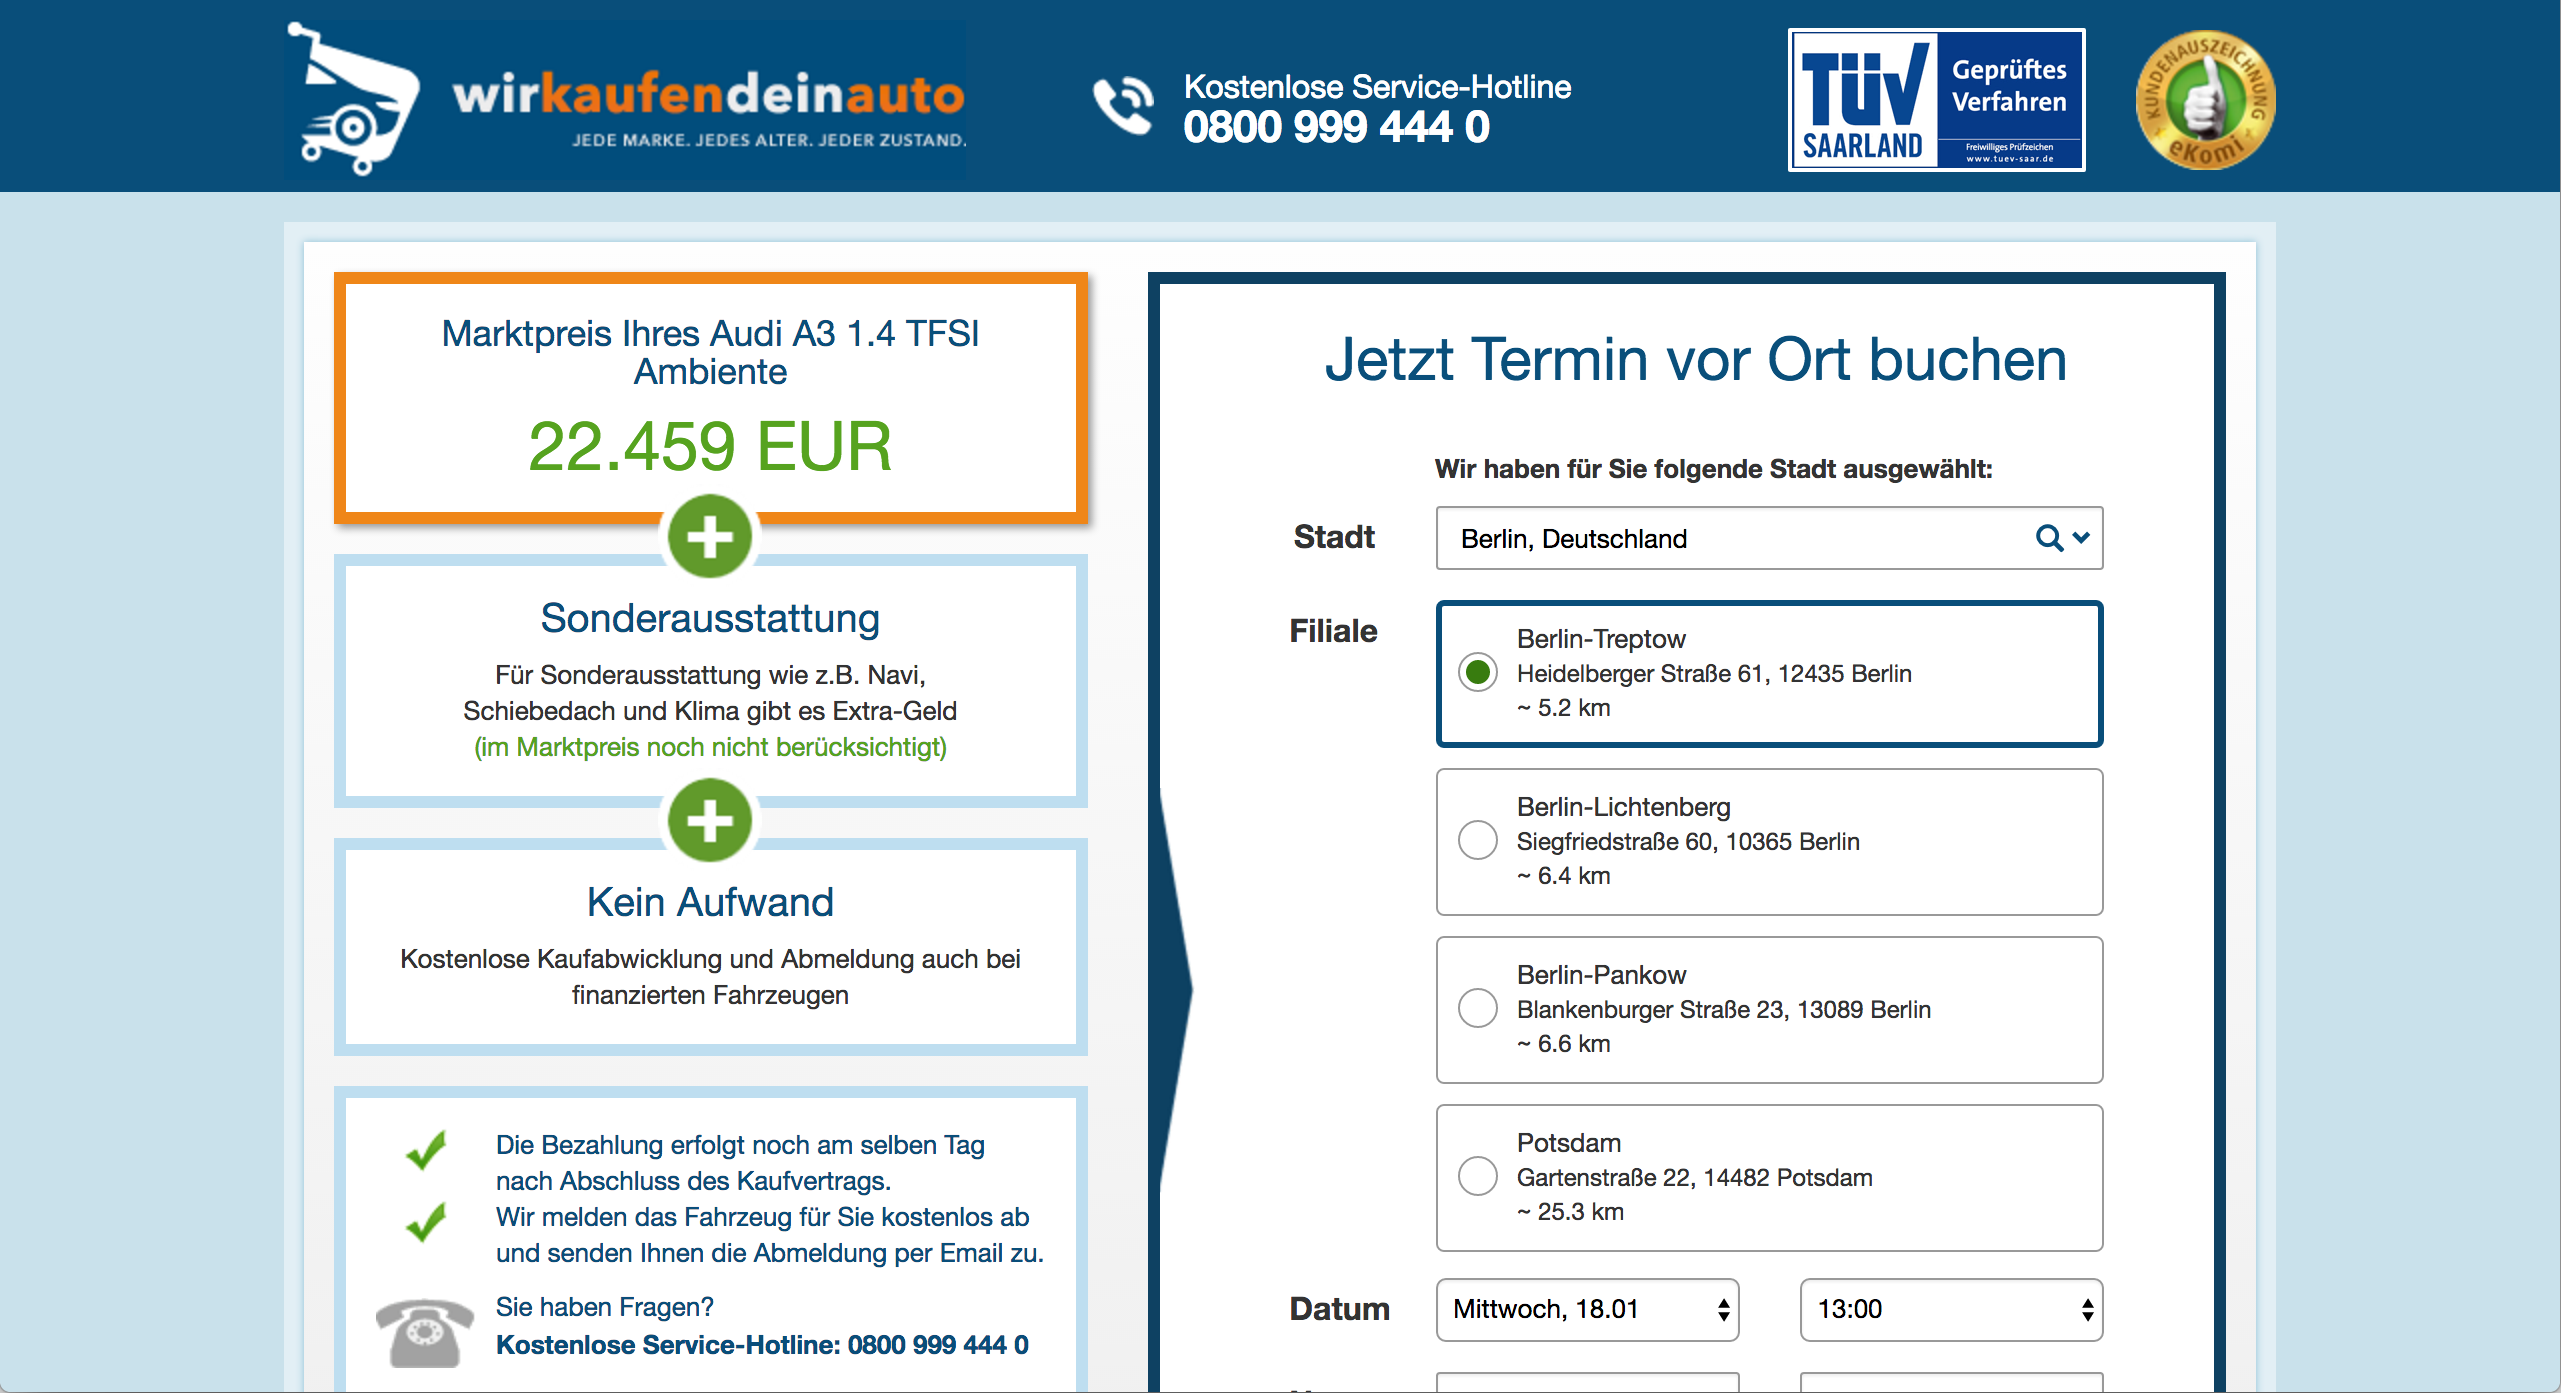 wirkaufendeinauto
JEDE MARKE. JEDES ALTER. JEDER ZUSTAND.
Kostenlose Service-Hotline
0800 999 444 0
TÜV
SAARLAND
Geprüftes
Verfahren
Freiwilliges Prüfzeichen
www.tuev-saar.de
KUNDENAUSZEICHNUNG
eKomi
Marktpreis Ihres Audi A3 1.4 TFSI
Ambiente
22.459 EUR
Sonderausstattung
Für Sonderausstattung wie z.B. Navi,
Schiebedach und Klima gibt es Extra-Geld
(im Marktpreis noch nicht berücksichtigt)
Kein Aufwand
Kostenlose Kaufabwicklung und Abmeldung auch bei
finanzierten Fahrzeugen
Die Bezahlung erfolgt noch am selben Tag
nach Abschluss des Kaufvertrags.
Wir melden das Fahrzeug für Sie kostenlos ab
und senden Ihnen die Abmeldung per Email zu.
Sie haben Fragen?
Kostenlose Service-Hotline: 0800 999 444 0
Jetzt Termin vor Ort buchen
Wir haben für Sie folgende Stadt ausgewählt:
Stadt
Berlin, Deutschland
Filiale
Berlin-Treptow
Heidelberger Straße 61, 12435 Berlin
~ 5.2 km
Berlin-Lichtenberg
Siegfriedstraße 60, 10365 Berlin
~ 6.4 km
Berlin-Pankow
Blankenburger Straße 23, 13089 Berlin
~ 6.6 km
Potsdam
Gartenstraße 22, 14482 Potsdam
~ 25.3 km
Datum
Mittwoch, 18.01
13:00